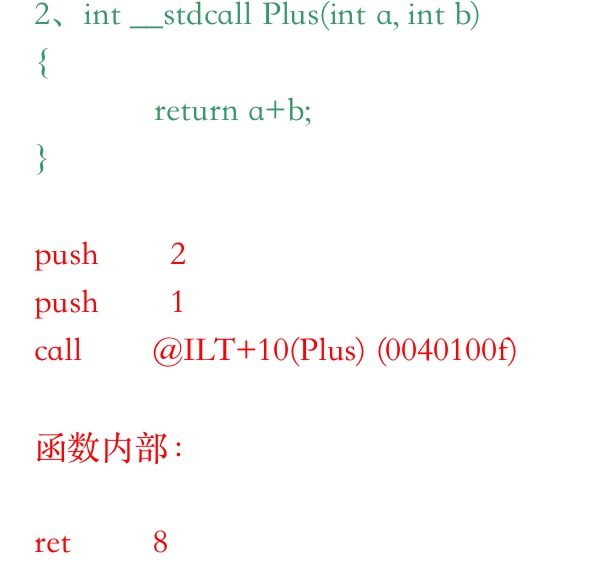 2、int __stdcall Plus(int a, int b)
{
return a+b;
}
push 2
push 1
call @ILT+10(Plus) (0040100f)
函数内部：
ret 8